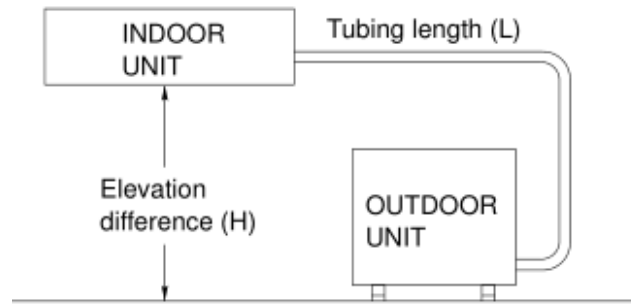 INDOOR
UNIT
Tubing length (L)
Elevation
difference (H)
OUTDOOR
UNIT